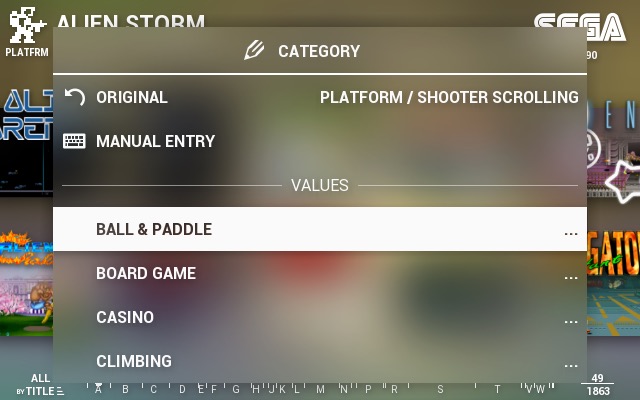 ALIEN STORM
SEGA
PLATFRM
90
CATEGORY
ORIGINAL PLATFORM / SHOOTER SCROLLING
MANUAL ENTRY
VALUES
BALL & PADDLE ...
BOARD GAME ...
CASINO ...
CLIMBING ...
ALL
BY TITLE
A B C D E F G H I J K L M N P R S T V W
49
1863